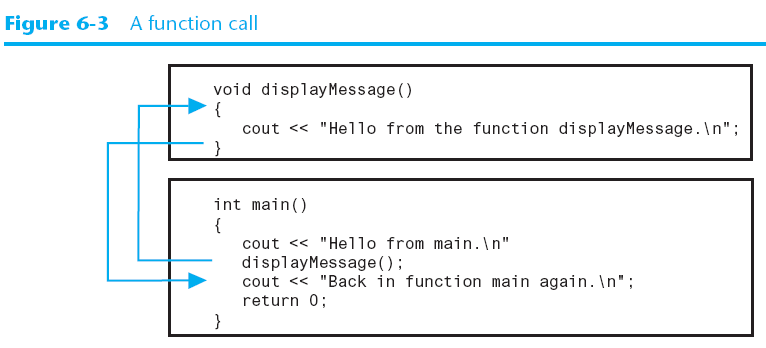 Figure 6-3 A function call
void displayMessage()
{
cout << "Hello from the function displayMessage.\n";
}
int main()
{
cout << "Hello from main.\n"
displayMessage();
cout << "Back in function main again.\n";
return 0;
}